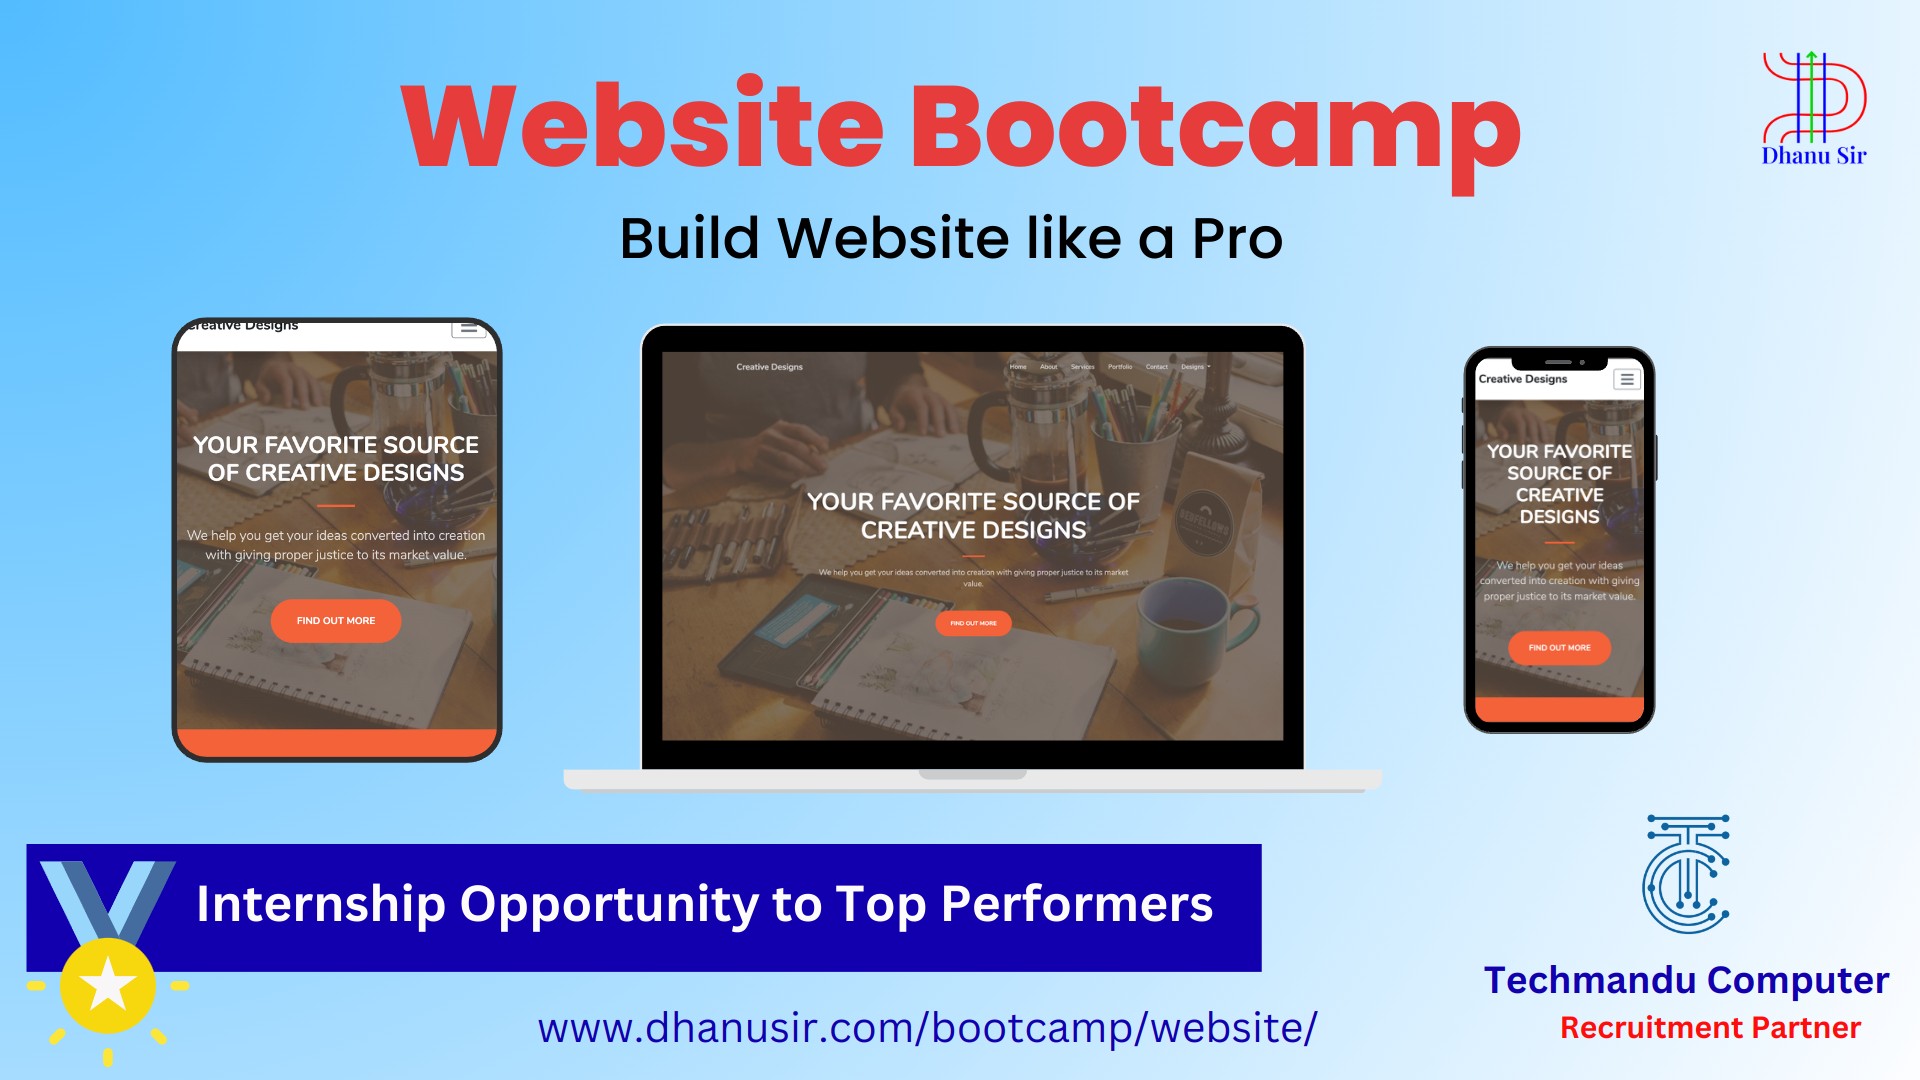 Website Bootcamp
Dhanu Sir
Build Website like a Pro
Creative Designs
YOUR FAVORITE SOURCE
OF CREATIVE DESIGNS
We help you get your ideas converted into creation
with giving proper justice to its market value.
FIND OUT MORE
Creative Designs
Home About Services Portfolio Contact Designs
YOUR FAVORITE SOURCE OF
CREATIVE DESIGNS
We help you get your ideas converted into creation with giving proper justice to its market
value.
FIND OUT MORE
Creative Designs
YOUR FAVORITE
SOURCE OF
CREATIVE
DESIGNS
We help you get your ideas
converted into creation with giving
proper justice to its market value.
FIND OUT MORE
Internship Opportunity to Top Performers
www.dhanusir.com/bootcamp/website/
Techmandu Computer
Recruitment Partner